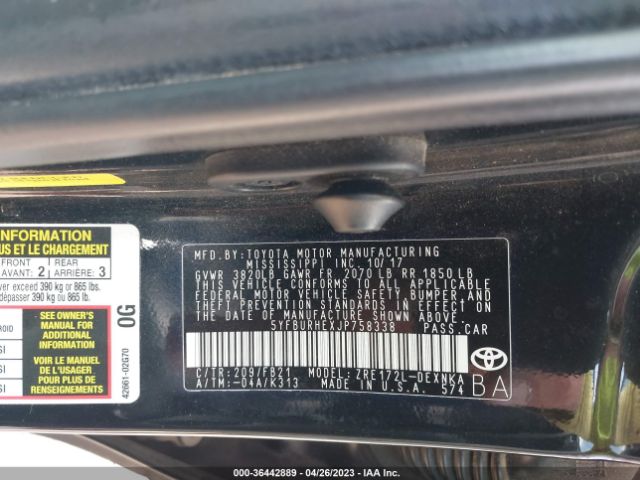 INFORMATION
US ET LE CHARGEMENT
FRONT
AVANT: 2
REAR
ARRIÈRE: 3
ver exceed 390 kg or 865 lbs.
dépasser 390 kg ou 865 lb.
SEE OWNER'S
MANUAL FOR
ADDITIONAL
INFORMATION
VOIR LE MANUEL
DE L'USAGER
POUR PLUS DE
RENSEIGNEMENTS
0G
42661-02G70
MFD.BY: TOYOTA MOTOR MANUFACTURING
MISSISSIPPI, INC. 10/17
GVWR 3820LB GAWR FR 2070LB RR 1850LB
THIS VEHICLE CONFORMS TO ALL APPLICABLE
FEDERAL MOTOR VEHICLE SAFETY, BUMPER, AND
THEFT PREVENTION STANDARDS IN EFFECT ON
THE DATE OF MANUFACTURE SHOWN ABOVE.
5YFBURHEXJP758338 PASS.CAR
C/TR: 209/FB21 MODEL: ZRE172L-DEXNKA
A/TM: -04A/K313 MADE IN U.S.A. 574
TOYOTA
BA
000-36442889 - 04/26/2023 - IAA Inc.